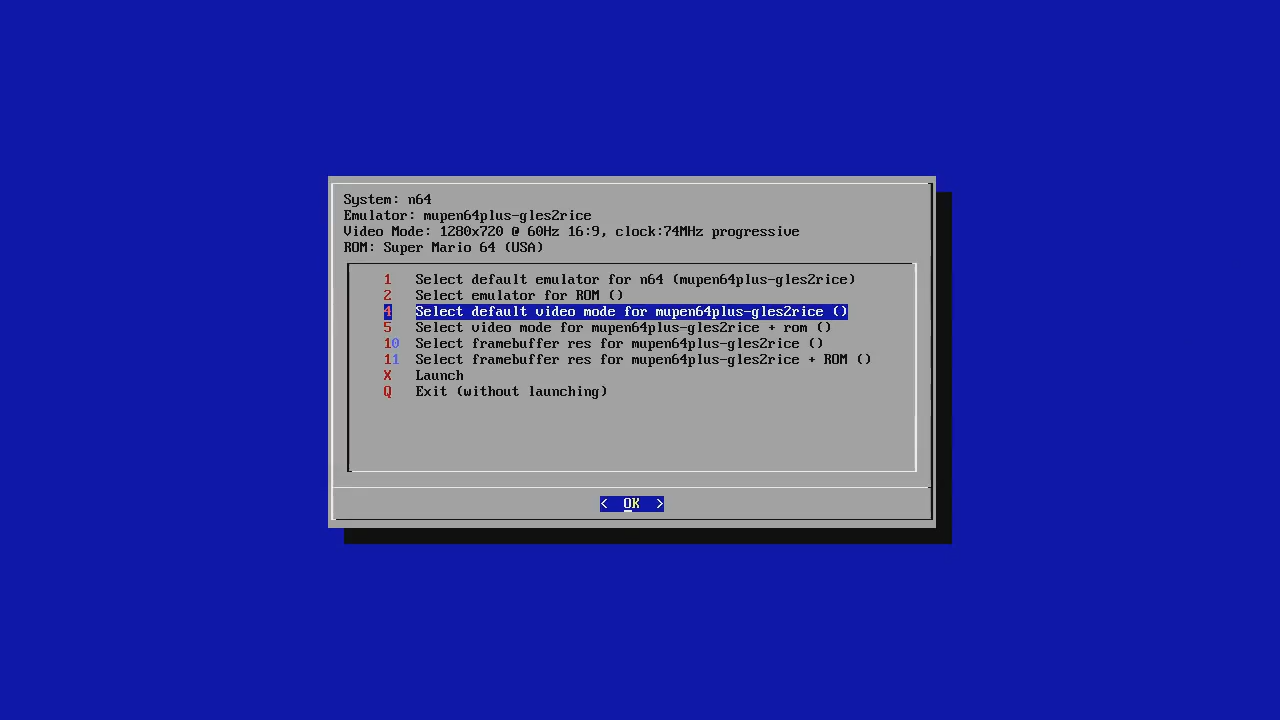 System: n64
Emulator: mupen64plus-gles2rice
Video Mode: 1280x720 @ 60Hz 16:9, clock:74MHz progressive
ROM: Super Mario 64 (USA)
1 Select default emulator for n64 (mupen64plus-gles2rice)
2 Select emulator for ROM ()
4 Select default video mode for mupen64plus-gles2rice ()
5 Select video mode for mupen64plus-gles2rice + rom ()
10 Select framebuffer res for mupen64plus-gles2rice ()
11 Select framebuffer res for mupen64plus-gles2rice + ROM ()
X Launch
Q Exit (without launching)
< OK >